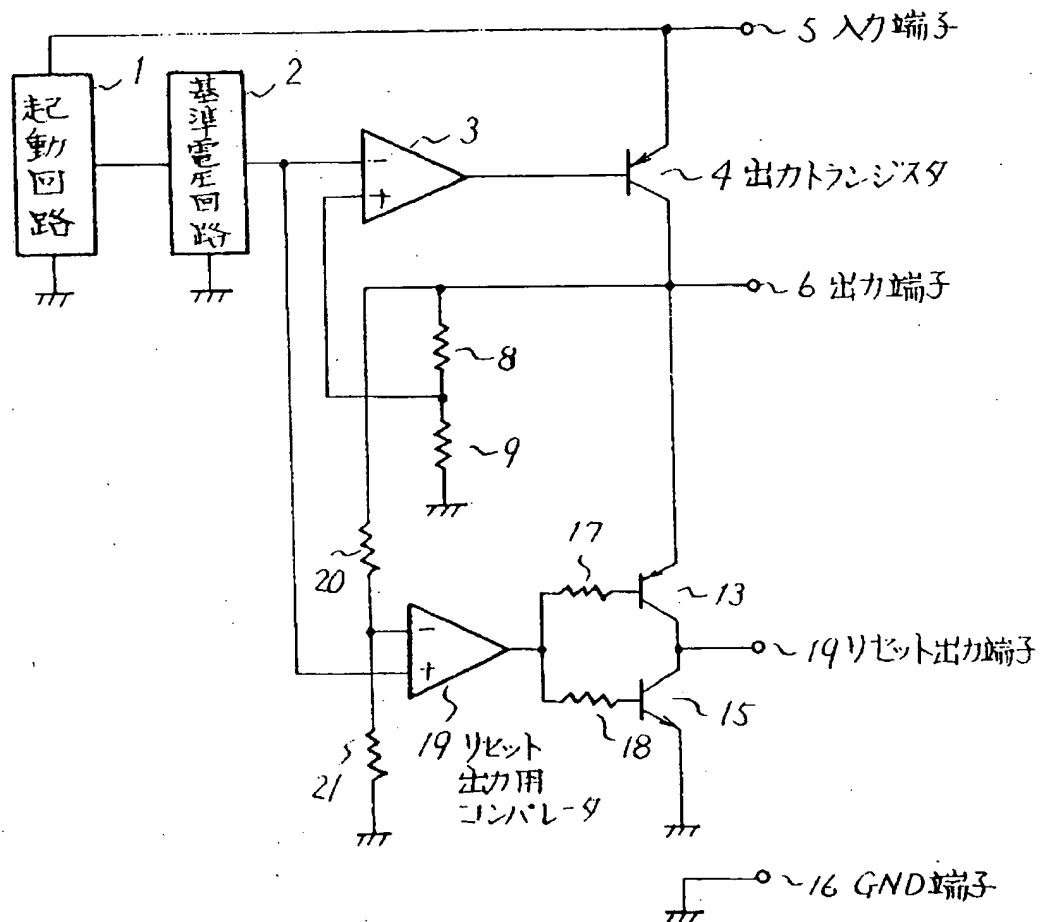 5 入力端子
1
起動回路
2
基準電圧回路
3
-
+
4 出力トランジスタ
6 出力端子
8
9
17
20
13
-
+
19 リセット出力端子
15
18
19 リセット
出力用
コンパレータ
21
16 GND端子